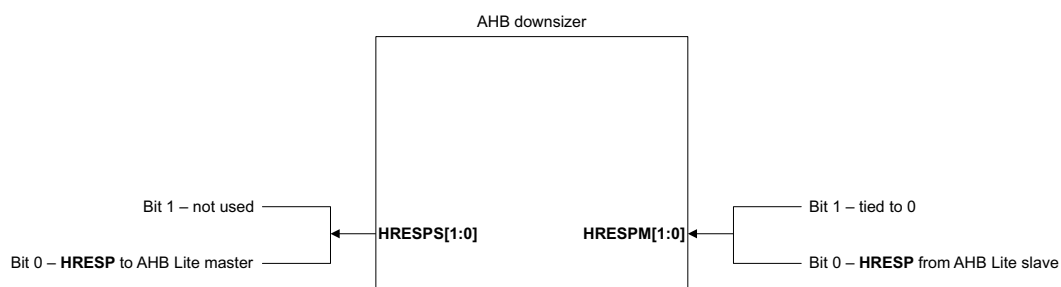 AHB downsizer
Bit 1 – not used
Bit 1 – tied to 0
HRESPS[1:0]
HRESPM[1:0]
Bit 0 – HRESP to AHB Lite master
Bit 0 – HRESP from AHB Lite slave